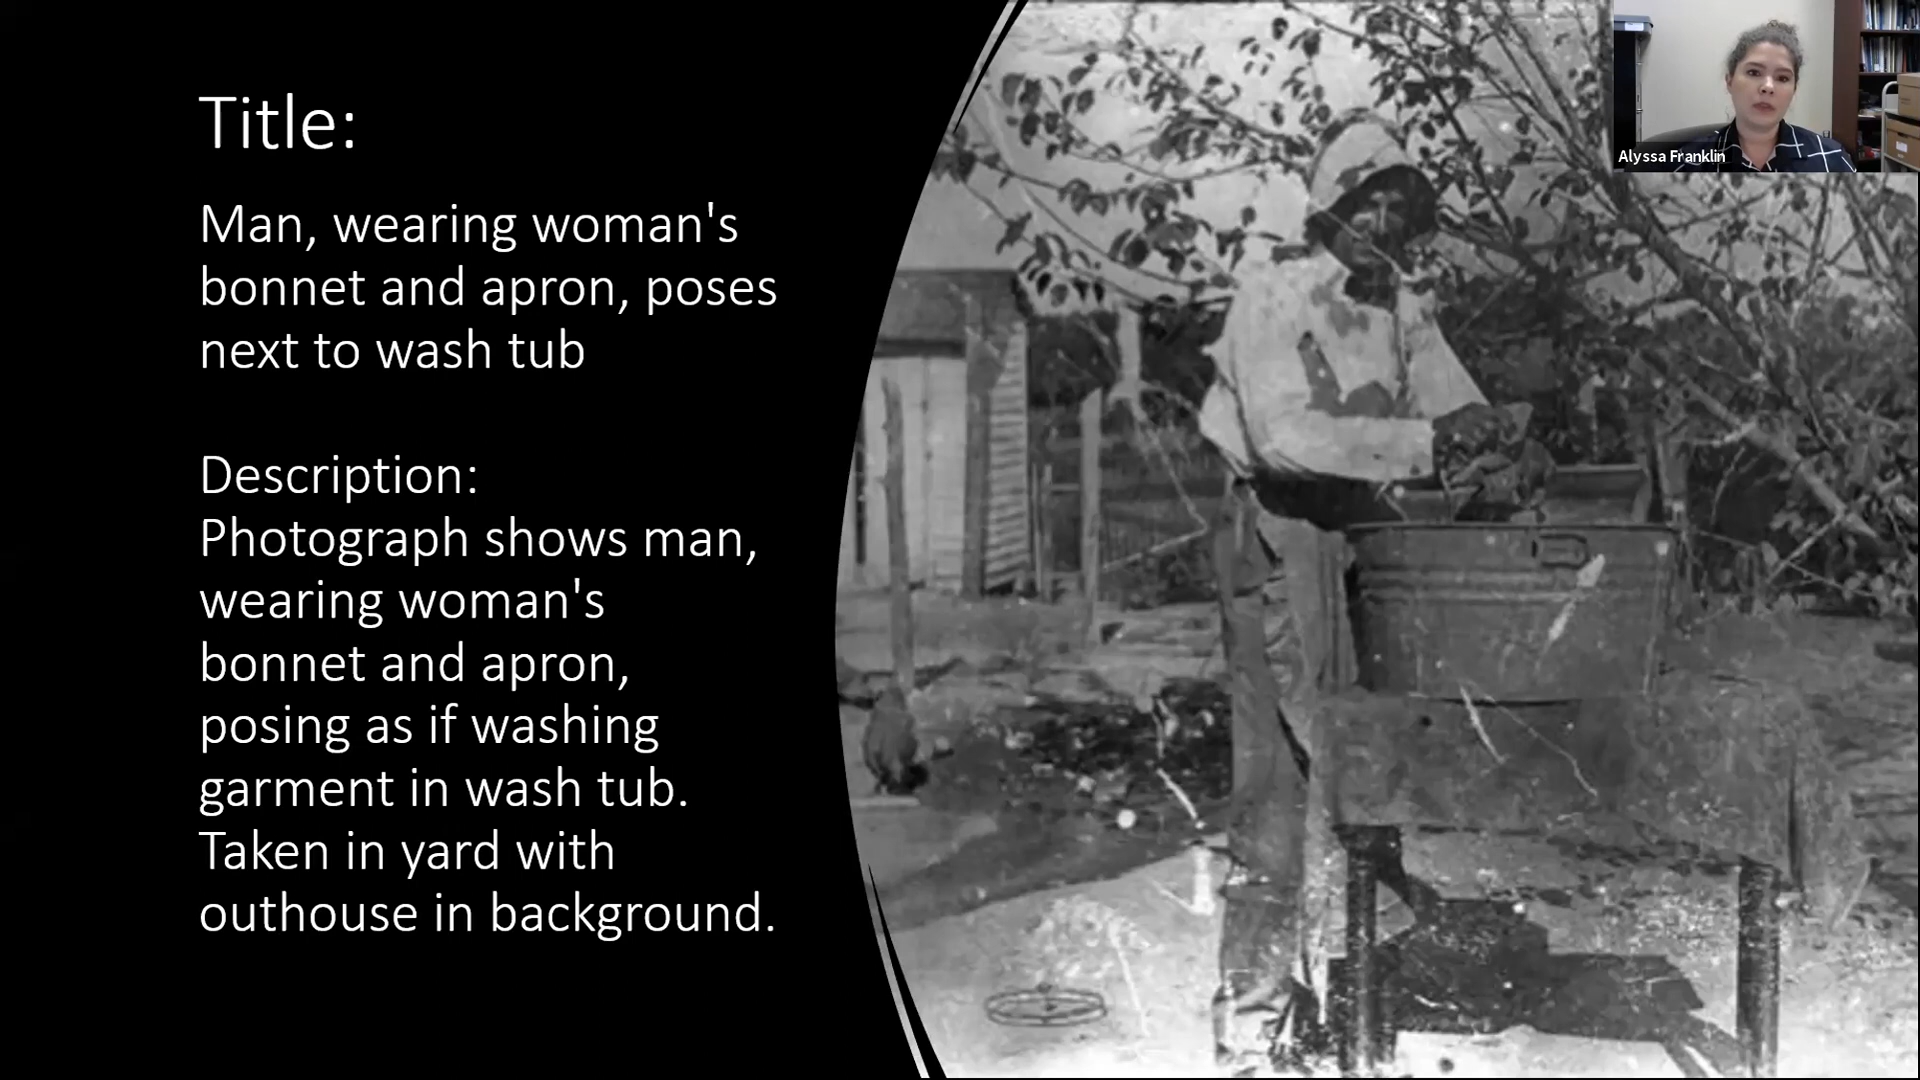 Title:
Man, wearing woman's
bonnet and apron, poses
next to wash tub
Description:
Photograph shows man,
wearing woman's
bonnet and apron,
posing as if washing
garment in wash tub.
Taken in yard with
outhouse in background.
Alyssa Franklin